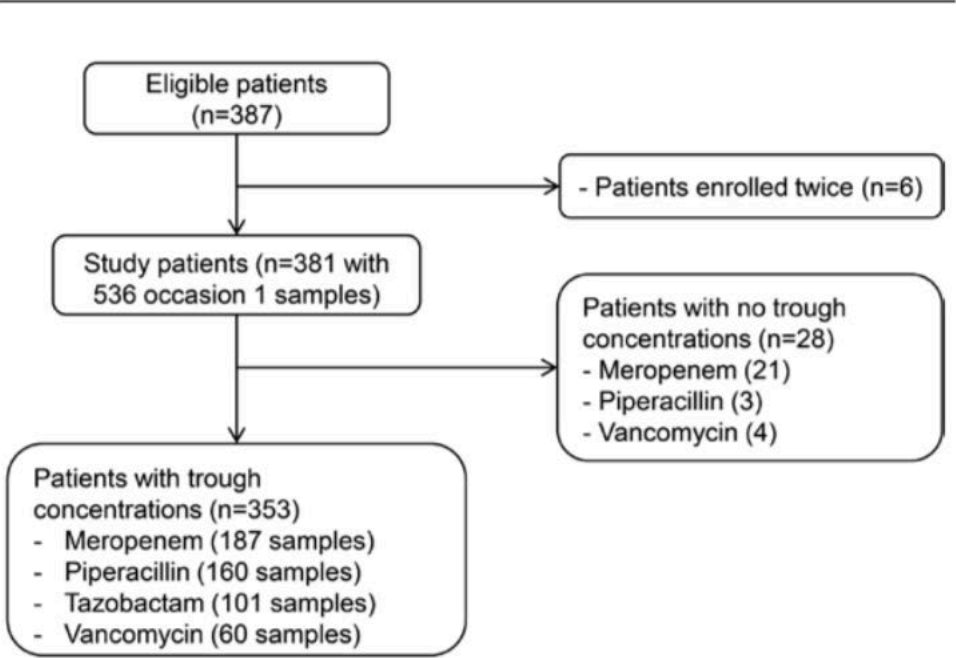 Eligible patients
(n=387)
- Patients enrolled twice (n=6)
Study patients (n=381 with
536 occasion 1 samples)
Patients with no trough
concentrations (n=28)
- Meropenem (21)
- Piperacillin (3)
- Vancomycin (4)
Patients with trough
concentrations (n=353)
- Meropenem (187 samples)
- Piperacillin (160 samples)
- Tazobactam (101 samples)
- Vancomycin (60 samples)